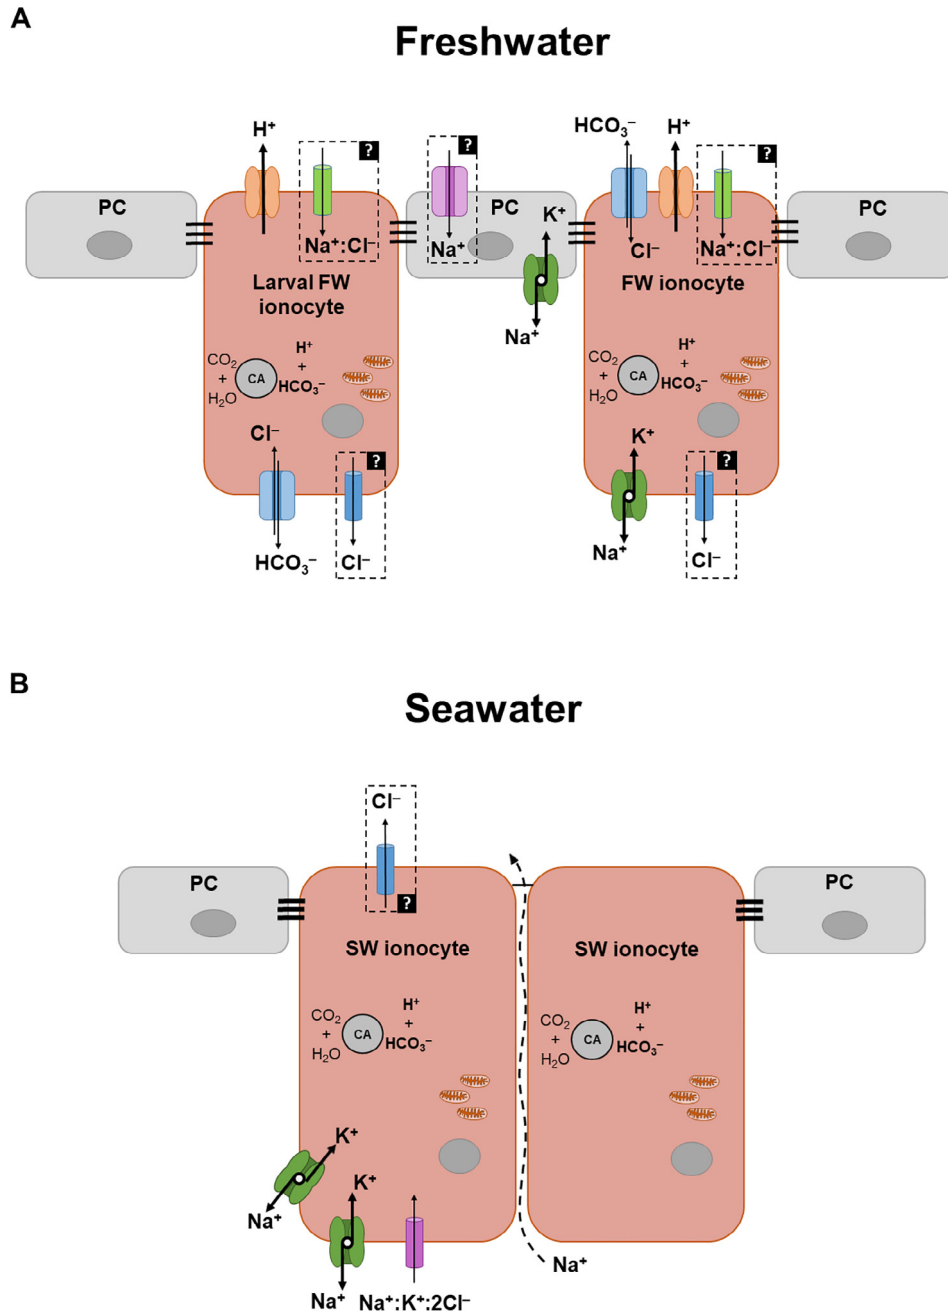 A
Freshwater
H⁺
?
HCO₃⁻
H⁺
?
PC
Na⁺:Cl⁻
Na⁺
PC
K⁺
Cl⁻
Na⁺:Cl⁻
PC
Larval FW
ionocyte
FW ionocyte
Na⁺
CO₂
+
H₂O
CA
H⁺
+
HCO₃⁻
CO₂
+
H₂O
CA
H⁺
+
HCO₃⁻
Cl⁻
?
K⁺
?
HCO₃⁻
Cl⁻
Na⁺
Cl⁻
?
B
Seawater
Cl⁻
?
PC
PC
SW ionocyte
SW ionocyte
CO₂
+
H₂O
CA
H⁺
+
HCO₃⁻
CO₂
+
H₂O
CA
H⁺
+
HCO₃⁻
K⁺
Na⁺
K⁺
Na⁺
Na⁺:K⁺:2Cl⁻
Na⁺